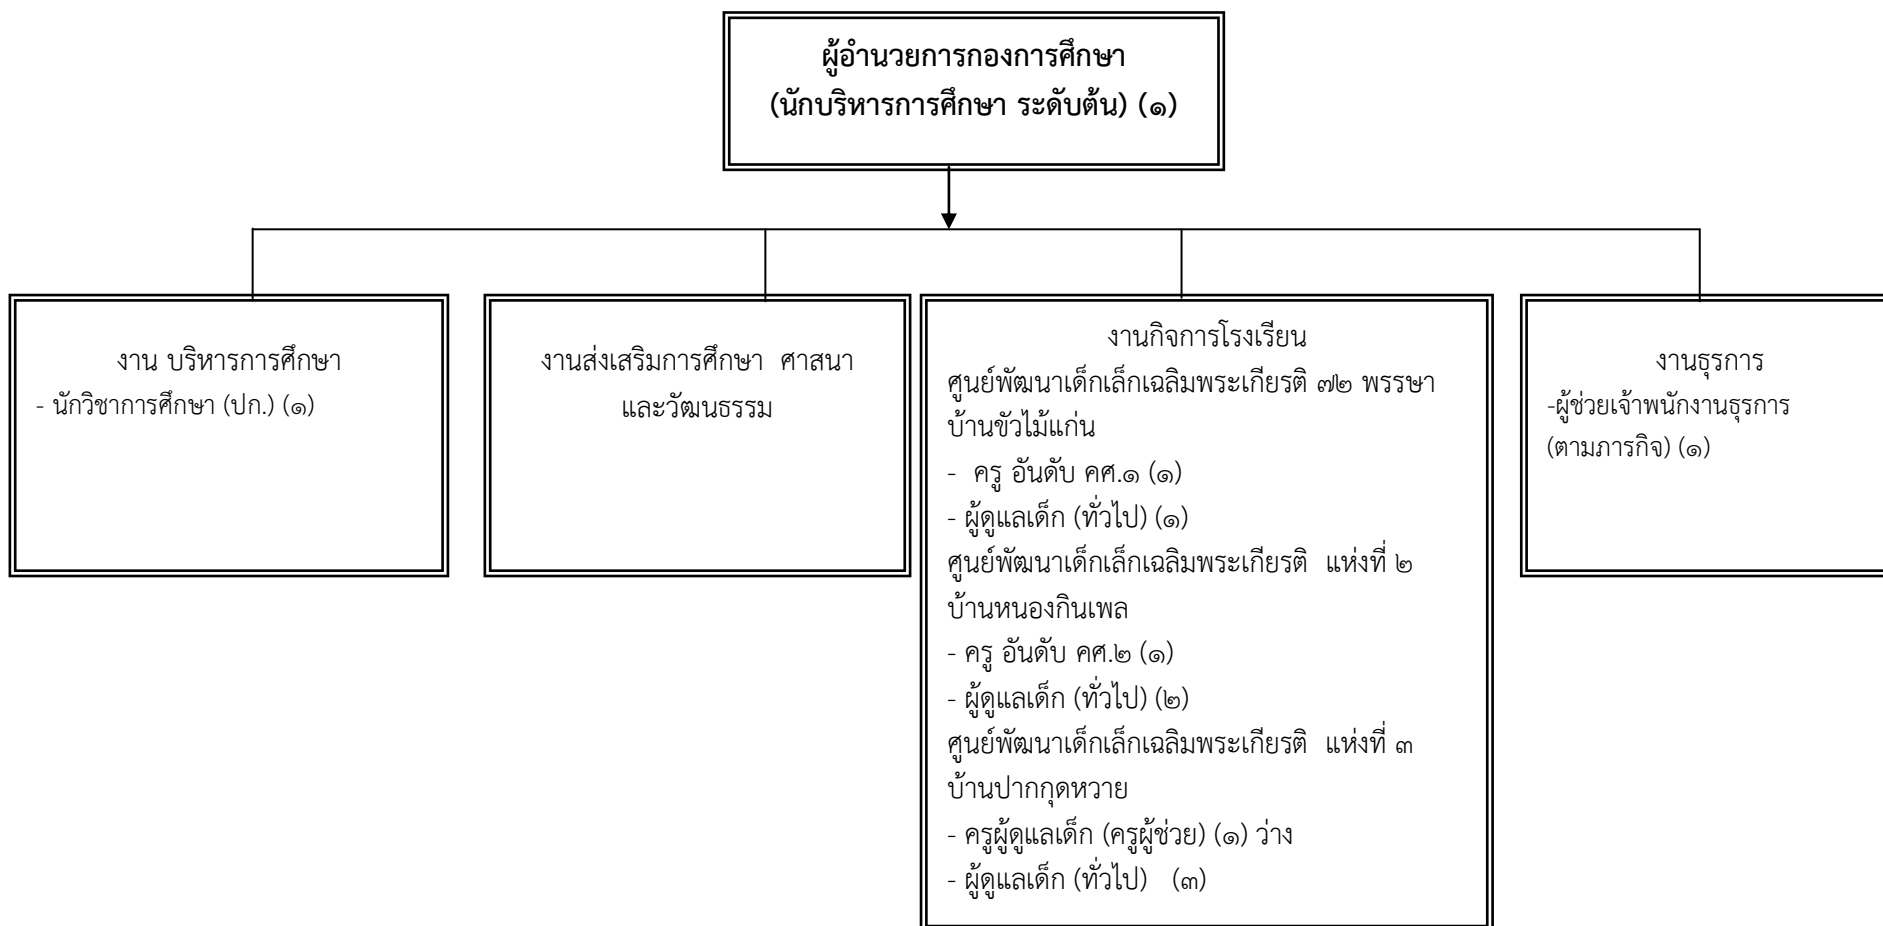 ผู้อำนวยการกองการศึกษา
(นักบริหารการศึกษา ระดับต้น) (๑)
งาน บริหารการศึกษา
- นักวิชาการศึกษา (ปก.) (๑)
งานส่งเสริมการศึกษา ศาสนา
และวัฒนธรรม
งานกิจการโรงเรียน
ศูนย์พัฒนาเด็กเล็กเฉลิมพระเกียรติ ๗๒ พรรษา
บ้านขัวไม้แก่น
- ครู อันดับ คศ.๑ (๑)
- ผู้ดูแลเด็ก (ทั่วไป) (๑)
ศูนย์พัฒนาเด็กเล็กเฉลิมพระเกียรติ แห่งที่ ๒
บ้านหนองกินเพล
- ครู อันดับ คศ.๒ (๑)
- ผู้ดูแลเด็ก (ทั่วไป) (๒)
ศูนย์พัฒนาเด็กเล็กเฉลิมพระเกียรติ แห่งที่ ๓
บ้านปากกุดหวาย
- ครูผู้ดูแลเด็ก (ครูผู้ช่วย) (๑) ว่าง
- ผู้ดูแลเด็ก (ทั่วไป) (๓)
งานธุรการ
-ผู้ช่วยเจ้าพนักงานธุรการ
(ตามภารกิจ) (๑)